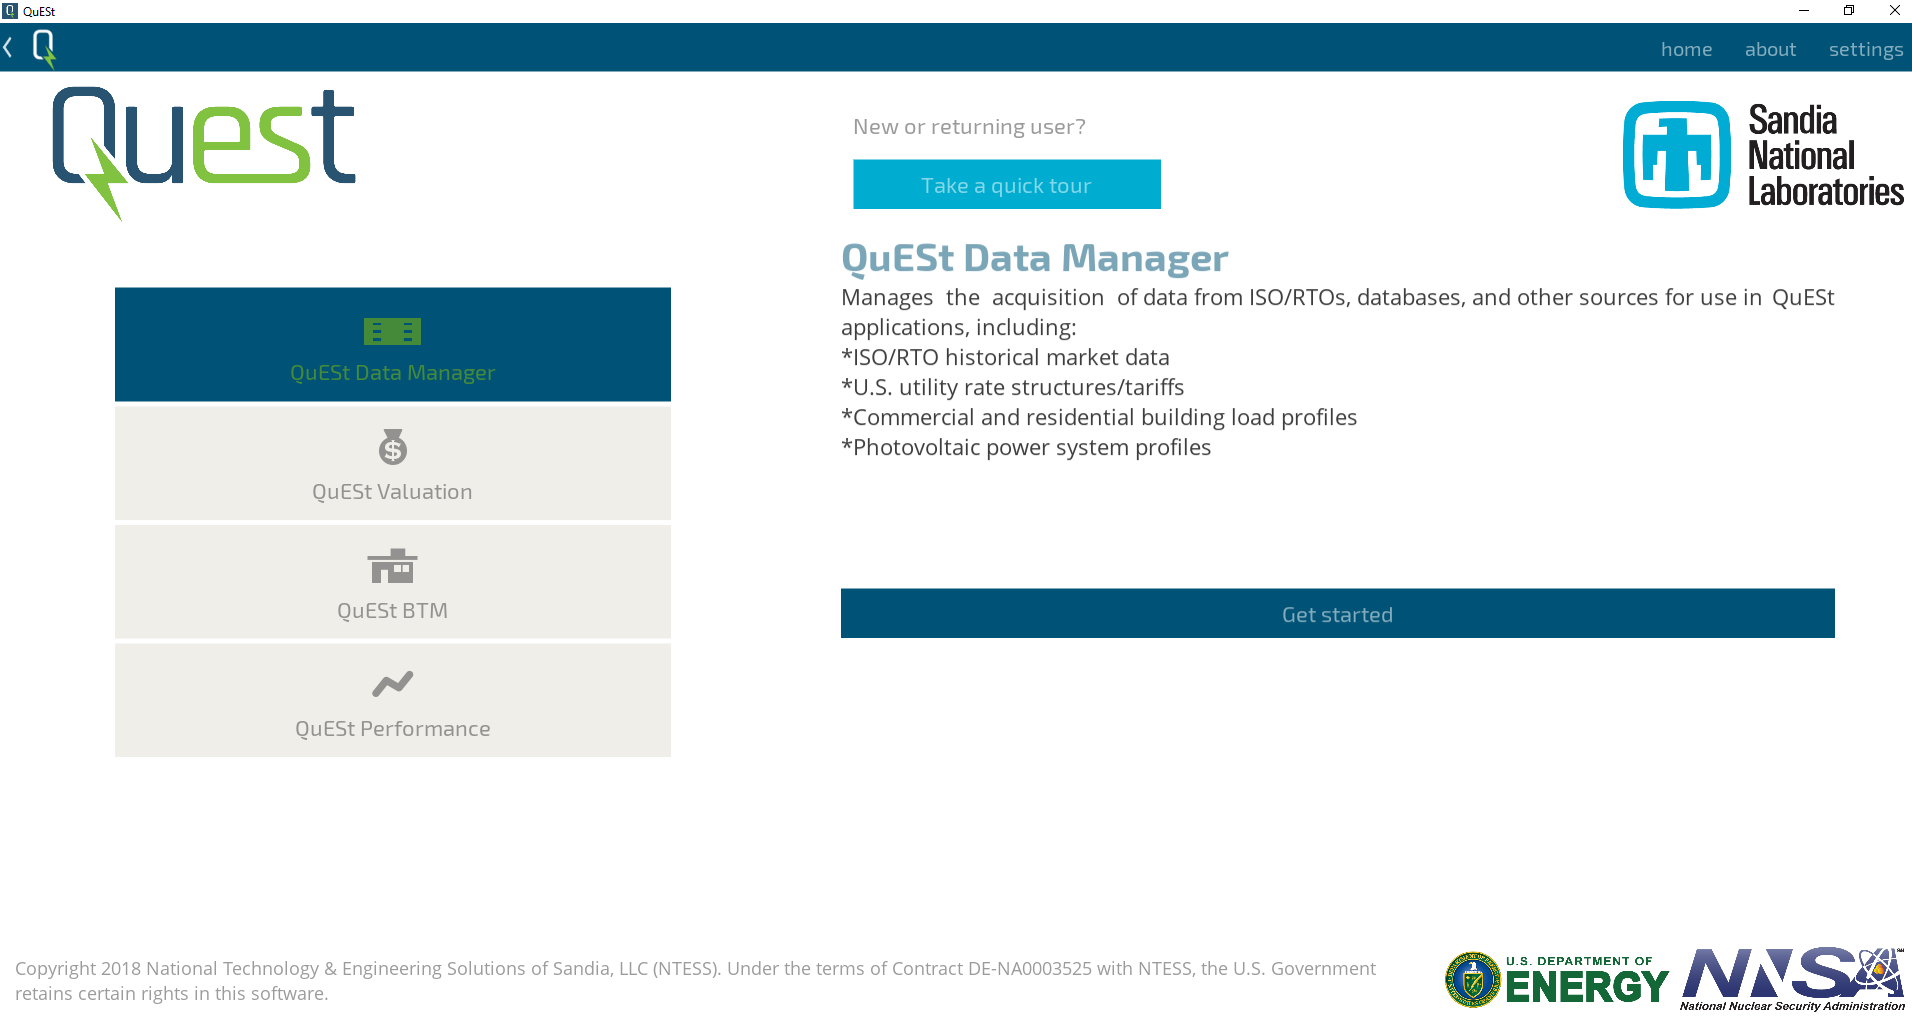 QuESt
home about settings
QuESt
New or returning user?
Take a quick tour
Sandia
National
Laboratories
QuESt Data Manager
QuESt Valuation
QuESt BTM
QuESt Performance
QuESt Data Manager
Manages the acquisition of data from ISO/RTOs, databases, and other sources for use in QuESt
applications, including:
*ISO/RTO historical market data
*U.S. utility rate structures/tariffs
*Commercial and residential building load profiles
*Photovoltaic power system profiles
Get started
Copyright 2018 National Technology & Engineering Solutions of Sandia, LLC (NTESS). Under the terms of Contract DE-NA0003525 with NTESS, the U.S. Government
retains certain rights in this software.
U.S. DEPARTMENT OF
ENERGY
NNSA
National Nuclear Security Administration